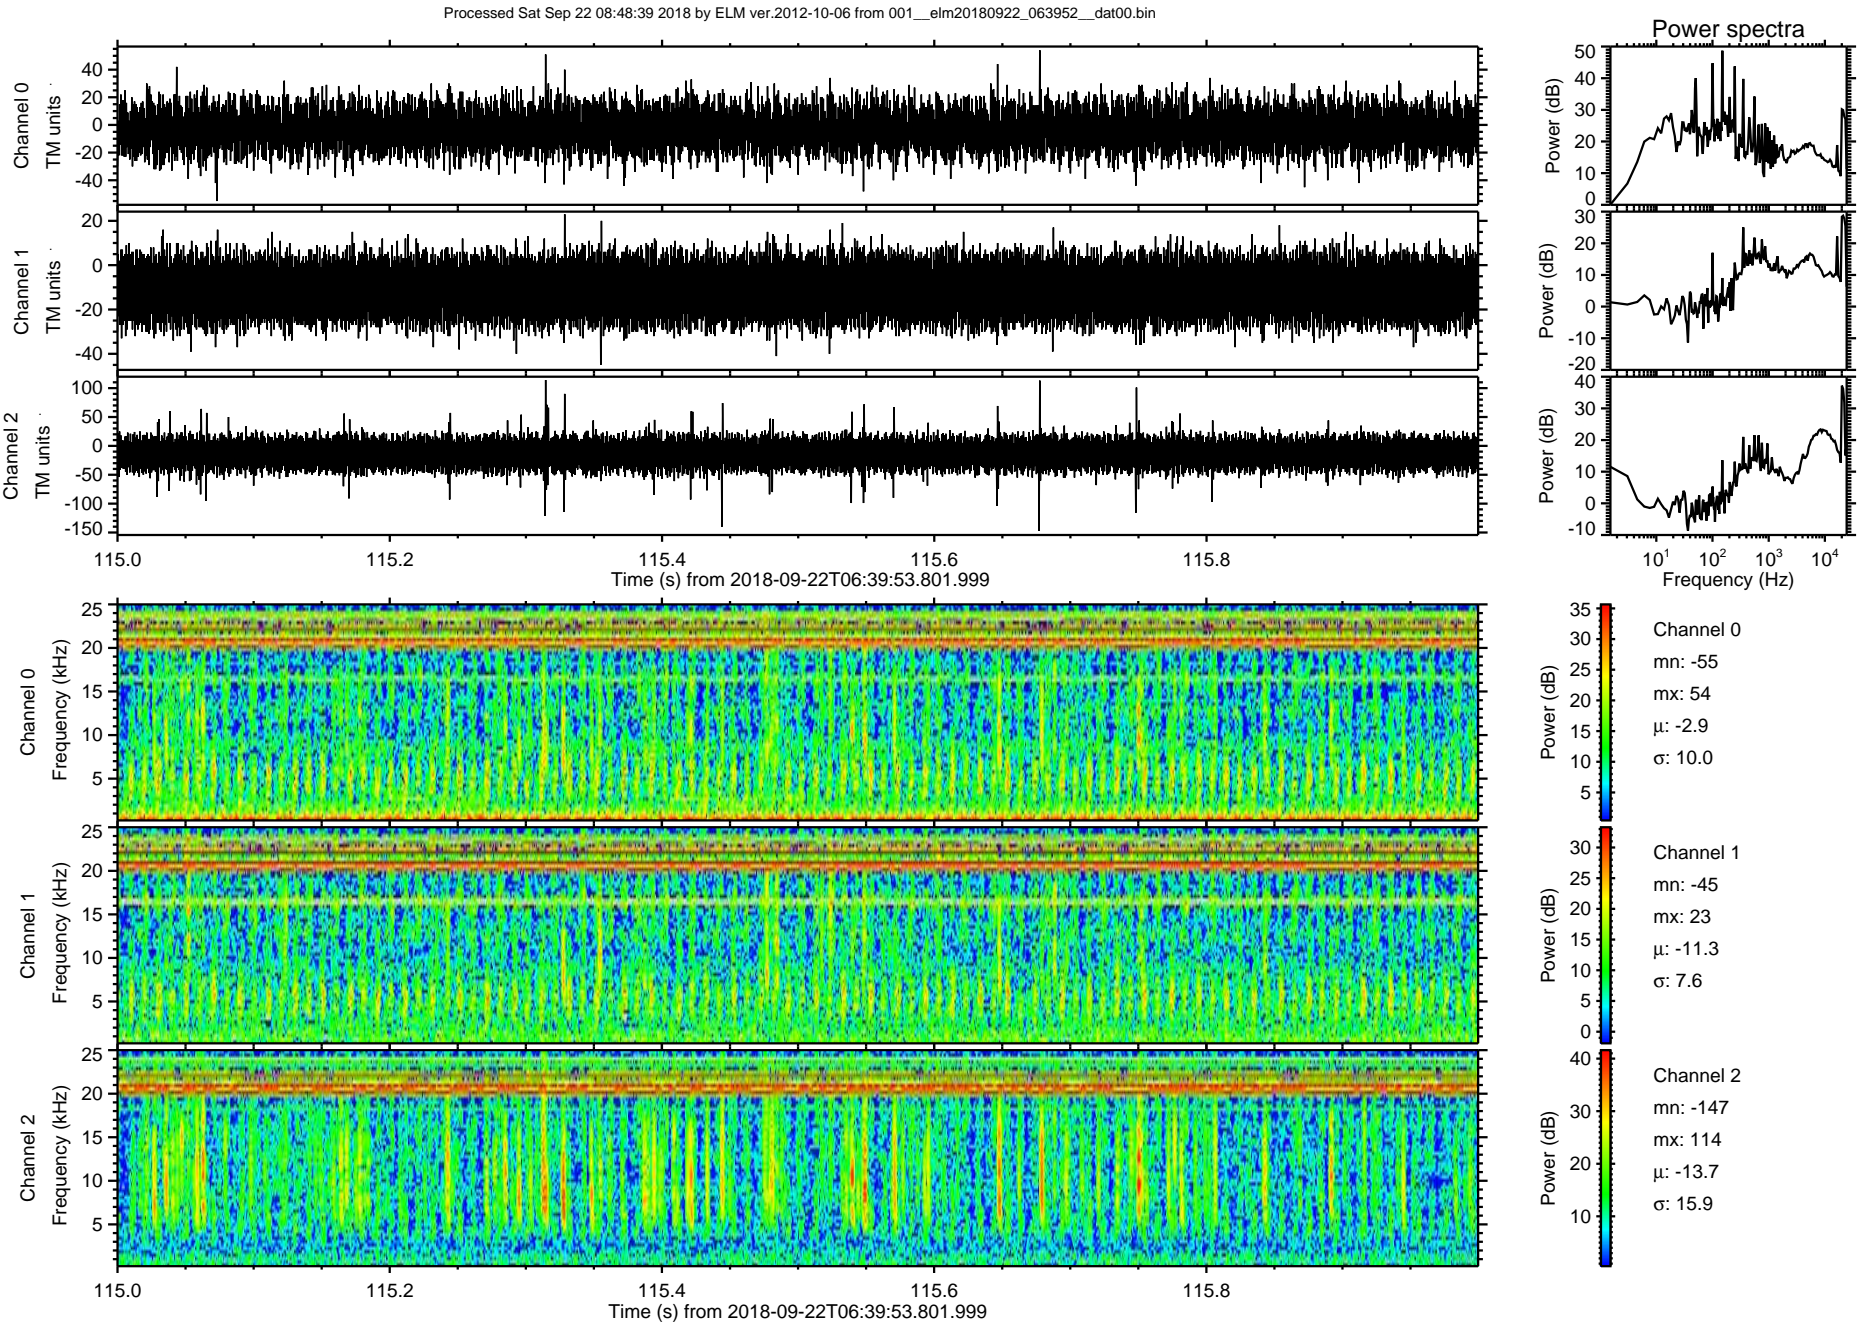 Processed Sat Sep 22 08:48:39 2018 by ELM ver.2012-10-06 from 001__elm20180922_063952__dat00.bin
Power spectra
Channel 0
TM units
40
20
0
-20
-40
Power (dB)
50
40
30
20
10
0
Channel 1
TM units
20
0
-20
-40
Power (dB)
30
20
10
0
-10
-20
Channel 2
TM units
100
50
0
-50
-100
-150
Power (dB)
40
30
20
10
0
-10
115.0 115.2 115.4 115.6 115.8
Time (s) from 2018-09-22T06:39:53.801.999
10¹ 10² 10³ 10⁴
Frequency (Hz)
Channel 0
Frequency (kHz)
25
20
15
10
5
Power (dB)
35
30
25
20
15
10
5
Channel 0
mn: -55
mx: 54
μ: -2.9
σ: 10.0
Channel 1
Frequency (kHz)
25
20
15
10
5
Power (dB)
30
25
20
15
10
5
0
Channel 1
mn: -45
mx: 23
μ: -11.3
σ: 7.6
Channel 2
Frequency (kHz)
25
20
15
10
5
Power (dB)
40
30
20
10
Channel 2
mn: -147
mx: 114
μ: -13.7
σ: 15.9
115.0 115.2 115.4 115.6 115.8
Time (s) from 2018-09-22T06:39:53.801.999